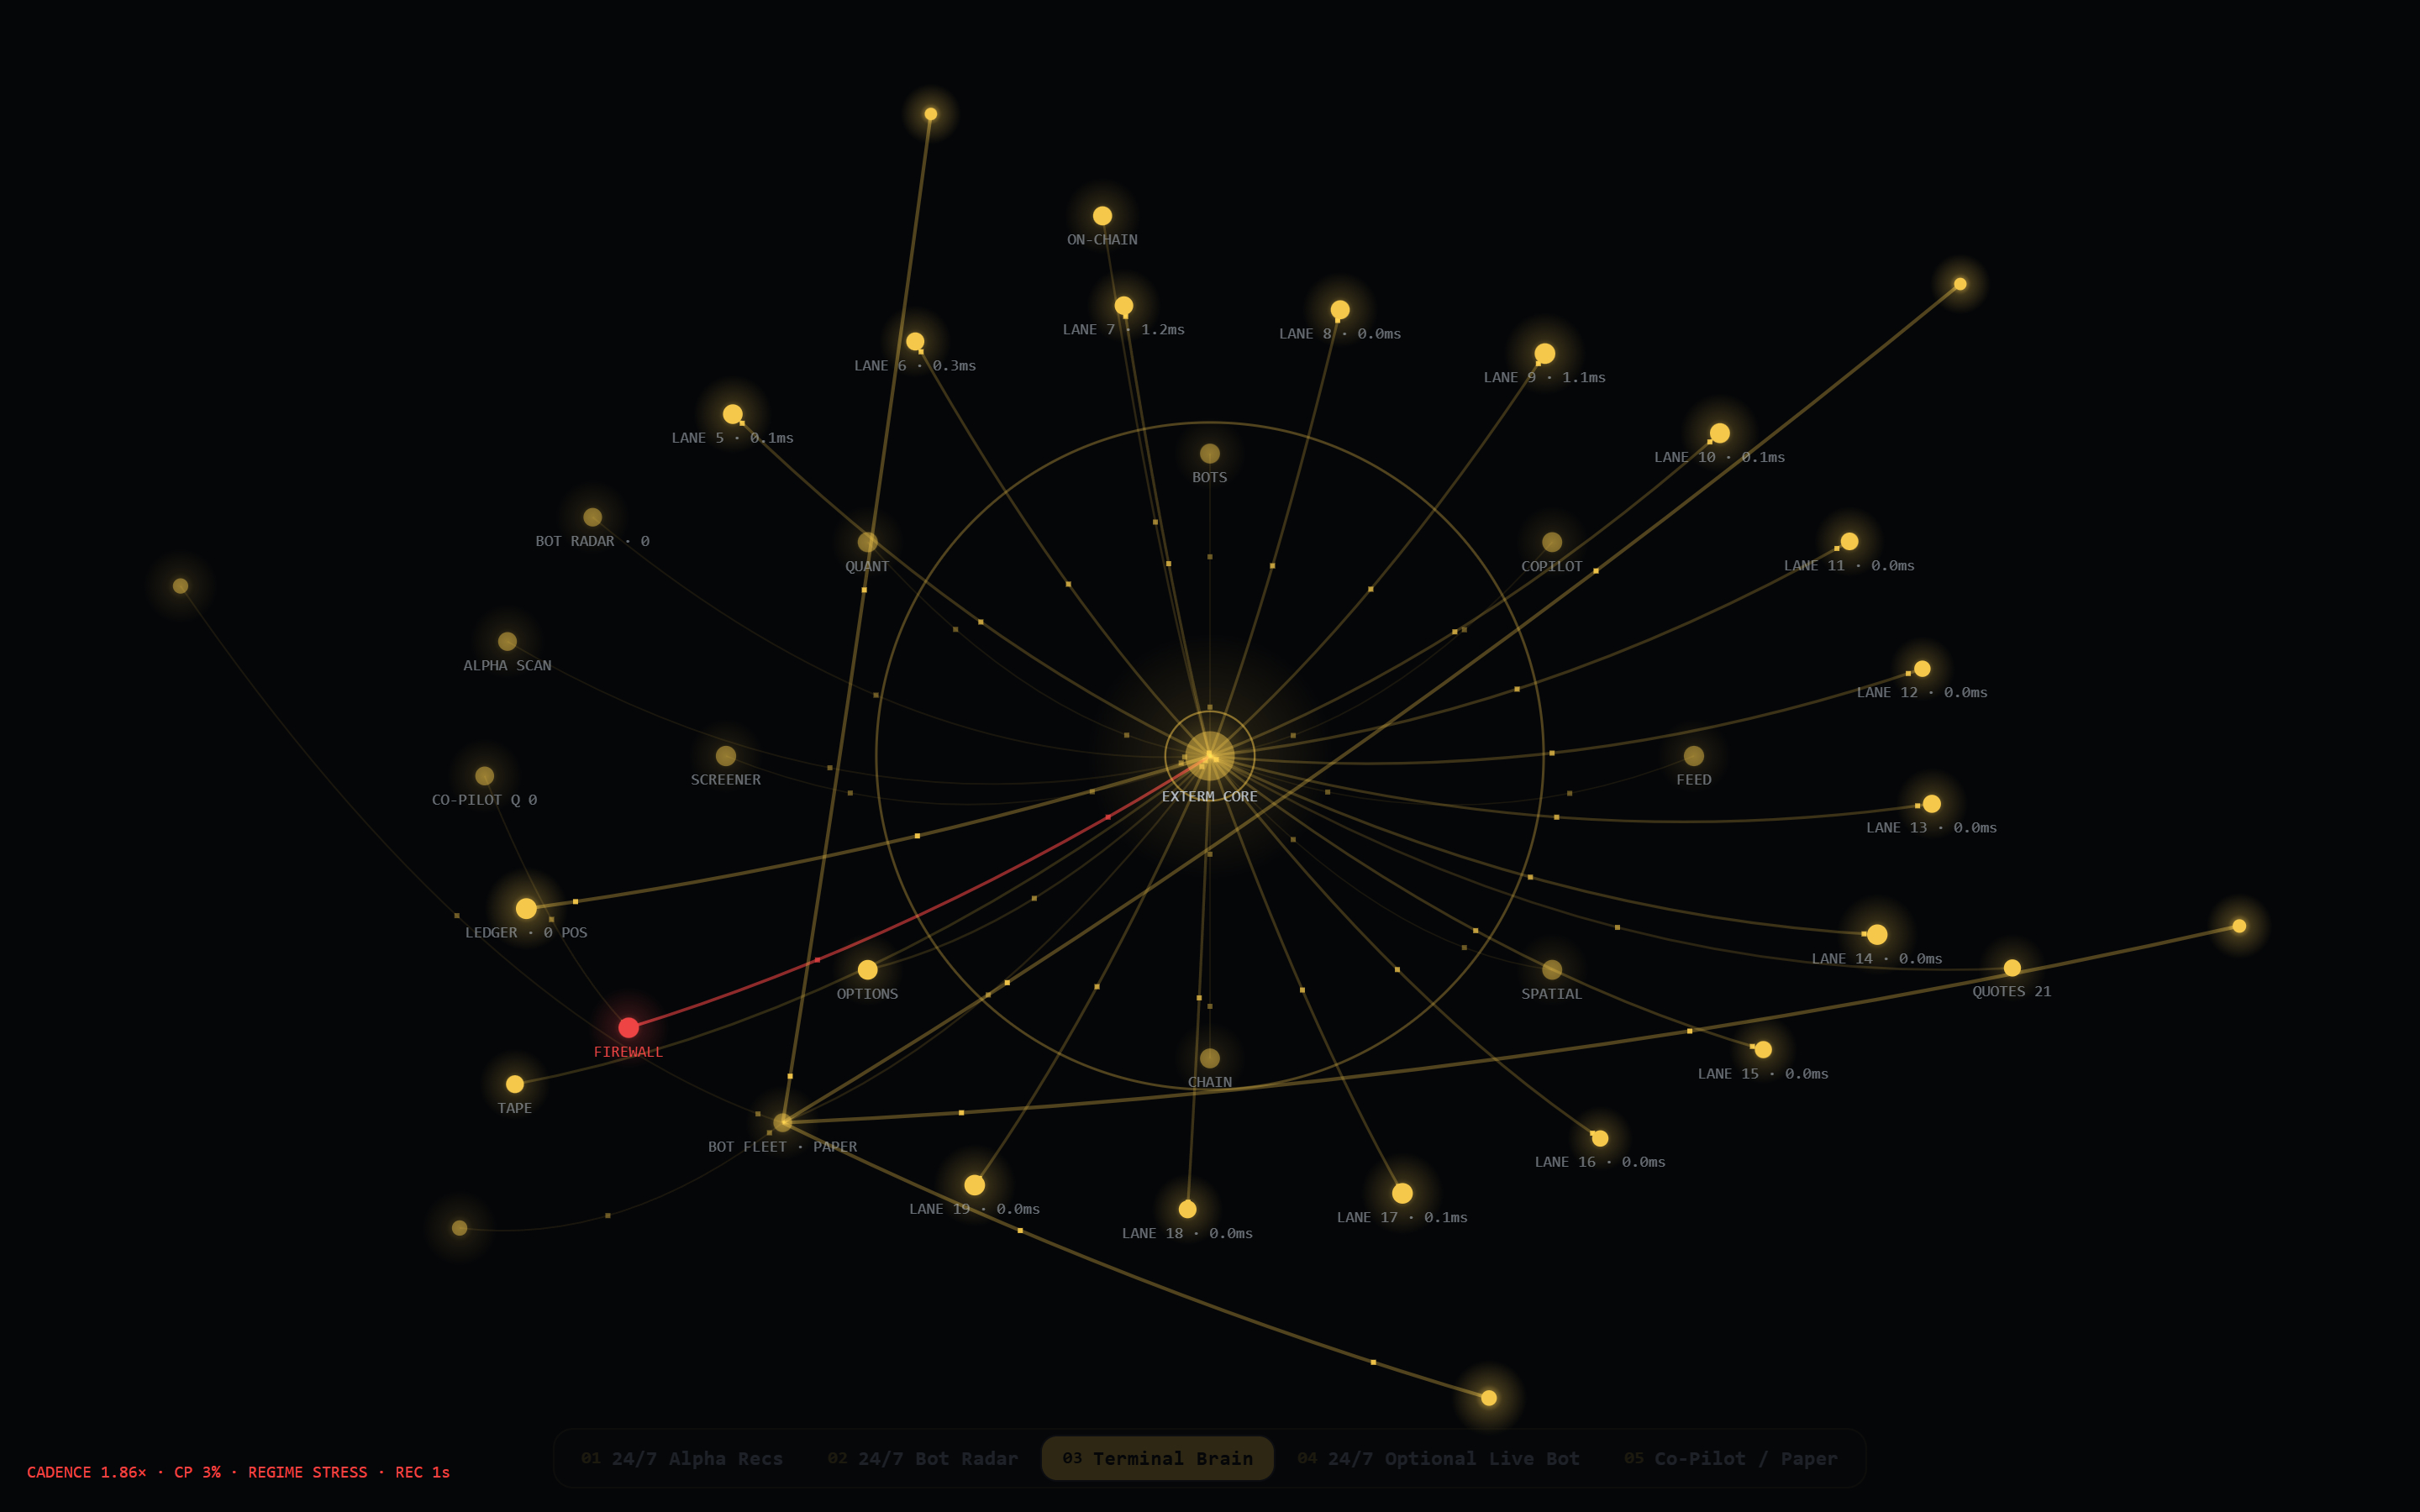 ON-CHAIN
LANE 7 · 1.2ms
LANE 8 · 0.0ms
LANE 6 · 0.3ms
LANE 9 · 1.1ms
LANE 5 · 0.1ms
LANE 10 · 0.1ms
BOTS
BOT RADAR · 0
QUANT
COPILOT
LANE 11 · 0.0ms
ALPHA SCAN
LANE 12 · 0.0ms
SCREENER
FEED
CO-PILOT Q 0
EXTERM CORE
LANE 13 · 0.0ms
LEDGER · 0 POS
LANE 14 · 0.0ms
OPTIONS
SPATIAL
QUOTES 21
FIREWALL
LANE 15 · 0.0ms
CHAIN
TAPE
BOT FLEET · PAPER
LANE 16 · 0.0ms
LANE 19 · 0.0ms
LANE 17 · 0.1ms
LANE 18 · 0.0ms
01 24/7 Alpha Recs
02 24/7 Bot Radar
03 Terminal Brain
04 24/7 Optional Live Bot
05 Co-Pilot / Paper
CADENCE 1.86× · CP 3% · REGIME STRESS · REC 1s